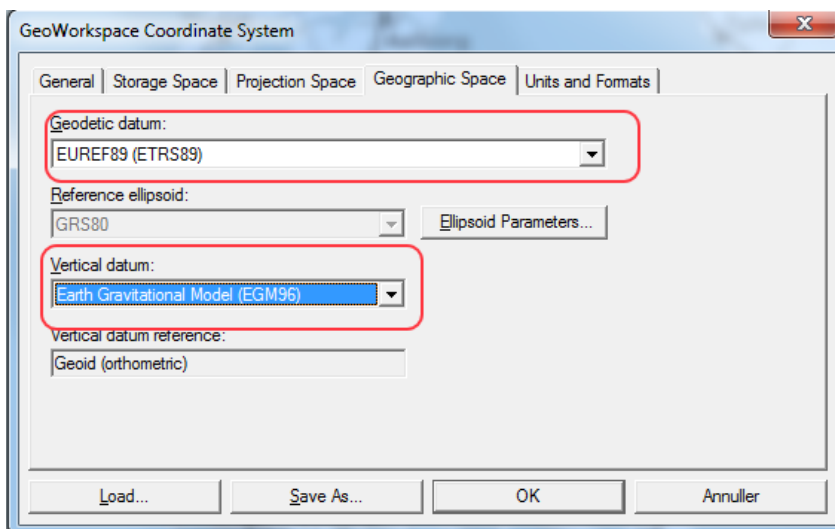 GeoWorkspace Coordinate System
General
Storage Space
Projection Space
Geographic Space
Units and Formats
Geodetic datum:
EUREF89 (ETRS89)
Reference ellipsoid:
GRS80
Ellipsoid Parameters...
Vertical datum:
Earth Gravitational Model (EGM96)
Vertical datum reference:
Geoid (orthometric)
Load...
Save As...
OK
Annuller